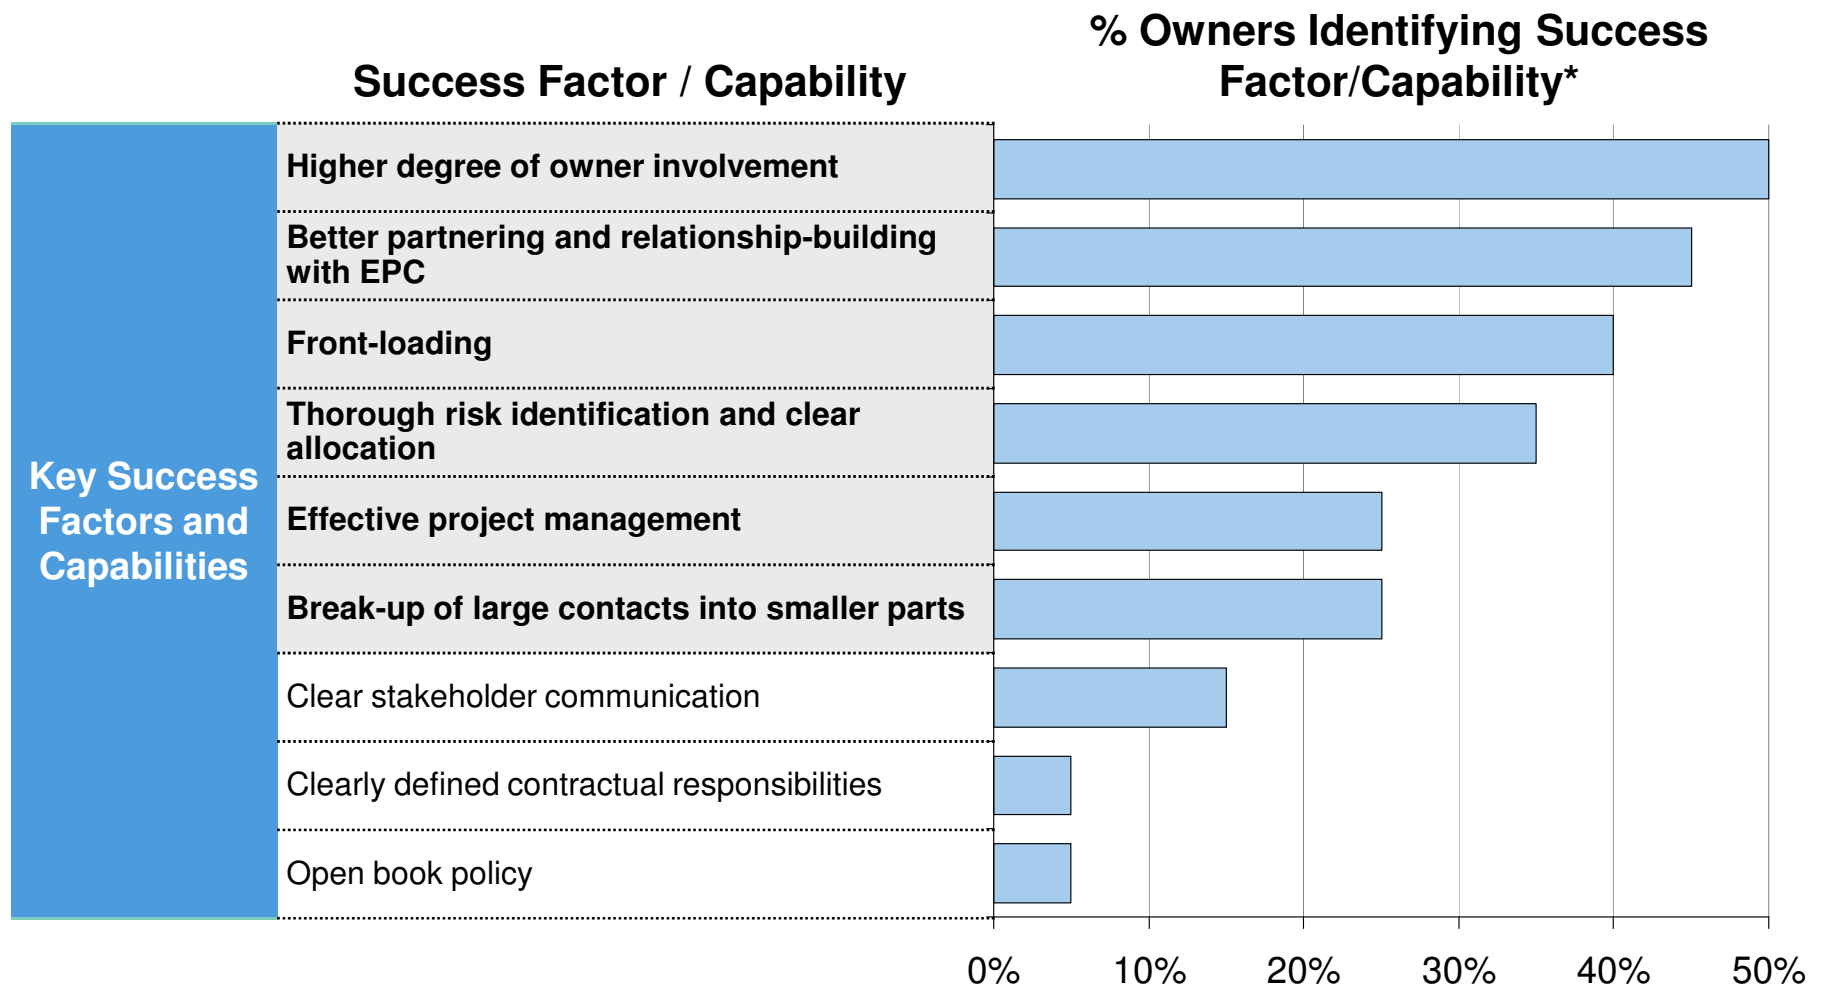 % Owners Identifying Success
Factor/Capability*
Success Factor / Capability
Key Success
Factors and
Capabilities
Higher degree of owner involvement
Better partnering and relationship-building
with EPC
Front-loading
Thorough risk identification and clear
allocation
Effective project management
Break-up of large contacts into smaller parts
Clear stakeholder communication
Clearly defined contractual responsibilities
Open book policy
0% 10% 20% 30% 40% 50%